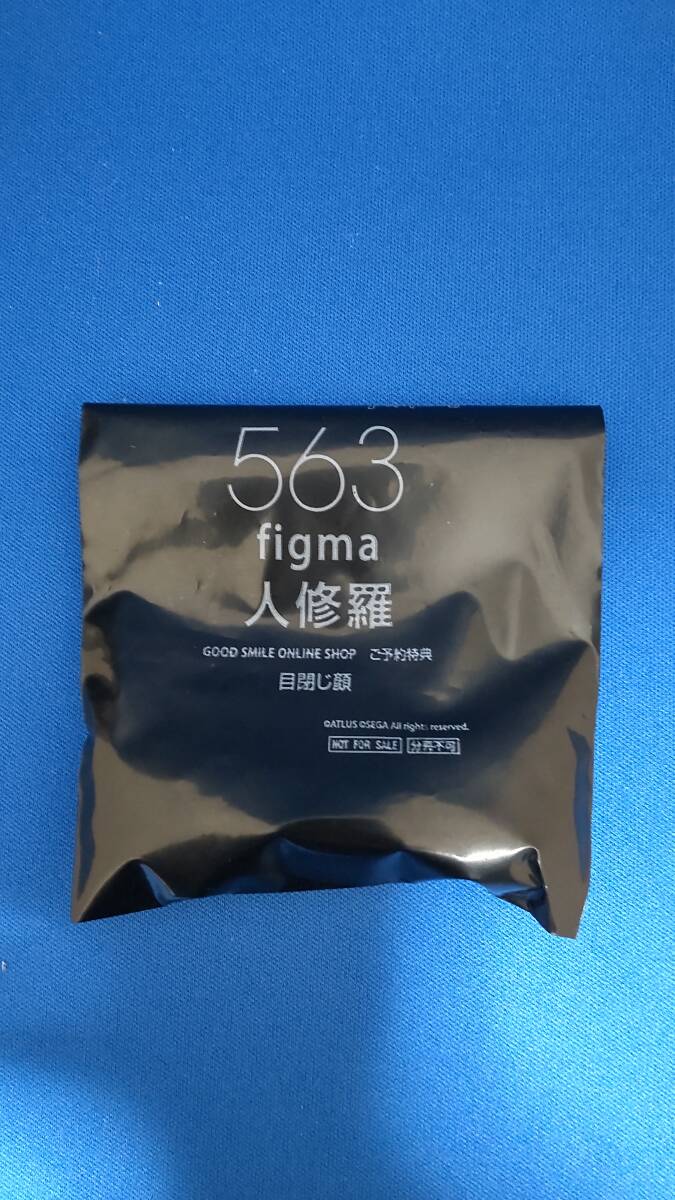 563
figma
人修羅
GOOD SMILE ONLINE SHOP ご予約特典
目閉じ顔
©ATLUS ©SEGA All rights reserved.
NOT FOR SALE 分売不可